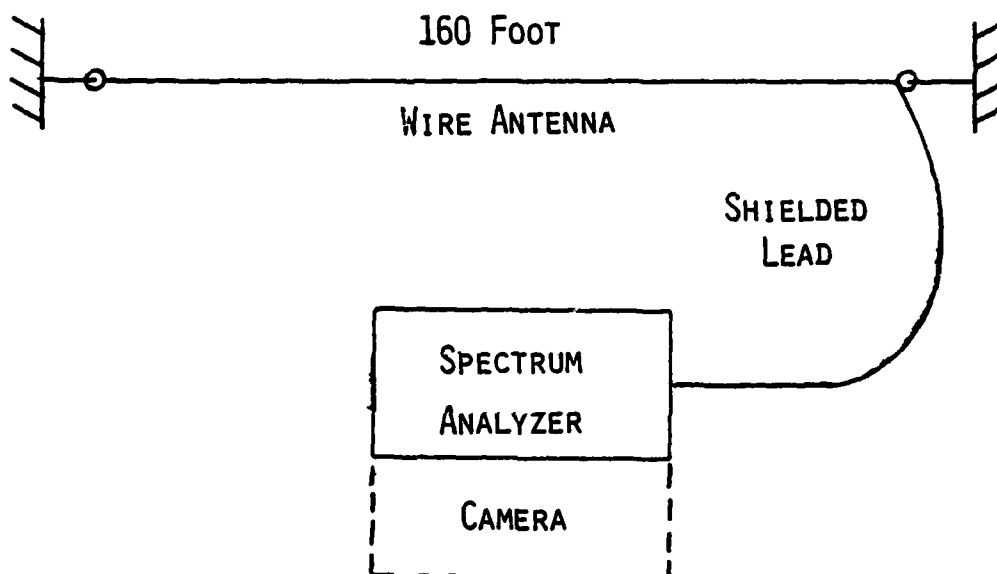 160 FOOT
WIRE ANTENNA
SHIELDED
LEAD
SPECTRUM
ANALYZER
CAMERA